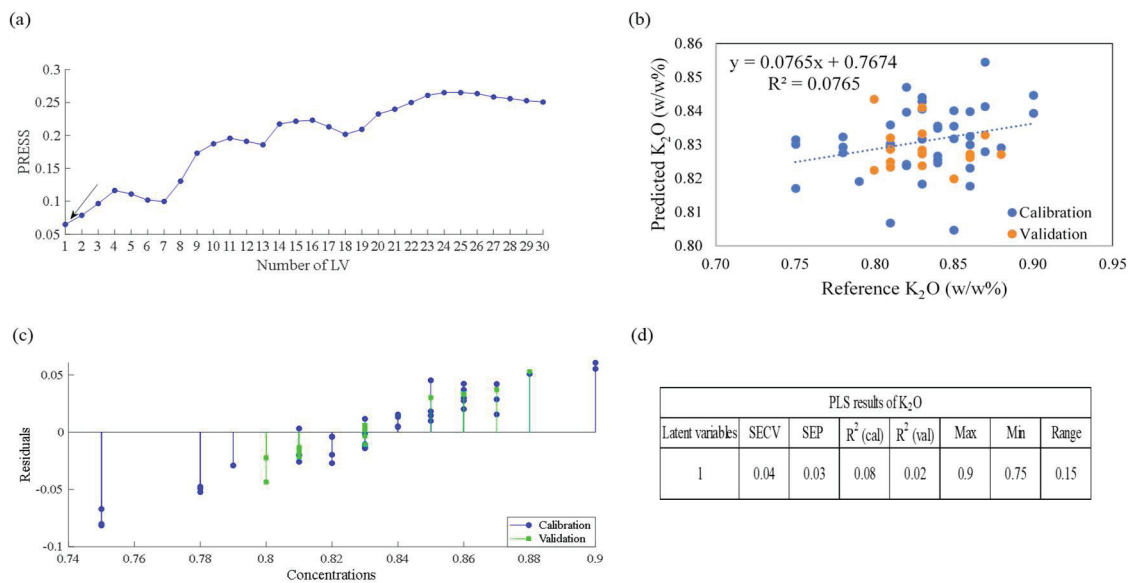 (a)
0.3
0.25
0.2
0.15
0.1
0.05
PRESS
1 2 3 4 5 6 7 8 9 10 11 12 13 14 15 16 17 18 19 20 21 22 23 24 25 26 27 28 29 30
Number of LV
(b)
0.86
0.85
0.84
0.83
0.82
0.81
0.80
Predicted K₂O (w/w%)
y = 0.0765x + 0.7674
R² = 0.0765
Calibration
Validation
0.70 0.75 0.80 0.85 0.90 0.95
Reference K₂O (w/w%)
(c)
0.05
0
-0.05
-0.1
Residuals
Calibration
Validation
0.74 0.76 0.78 0.8 0.82 0.84 0.86 0.88 0.9
Concentrations
(d)
PLS results of K₂O
Latent variables SECV SEP R² (cal) R² (val) Max Min Range
1 0.04 0.03 0.08 0.02 0.9 0.75 0.15